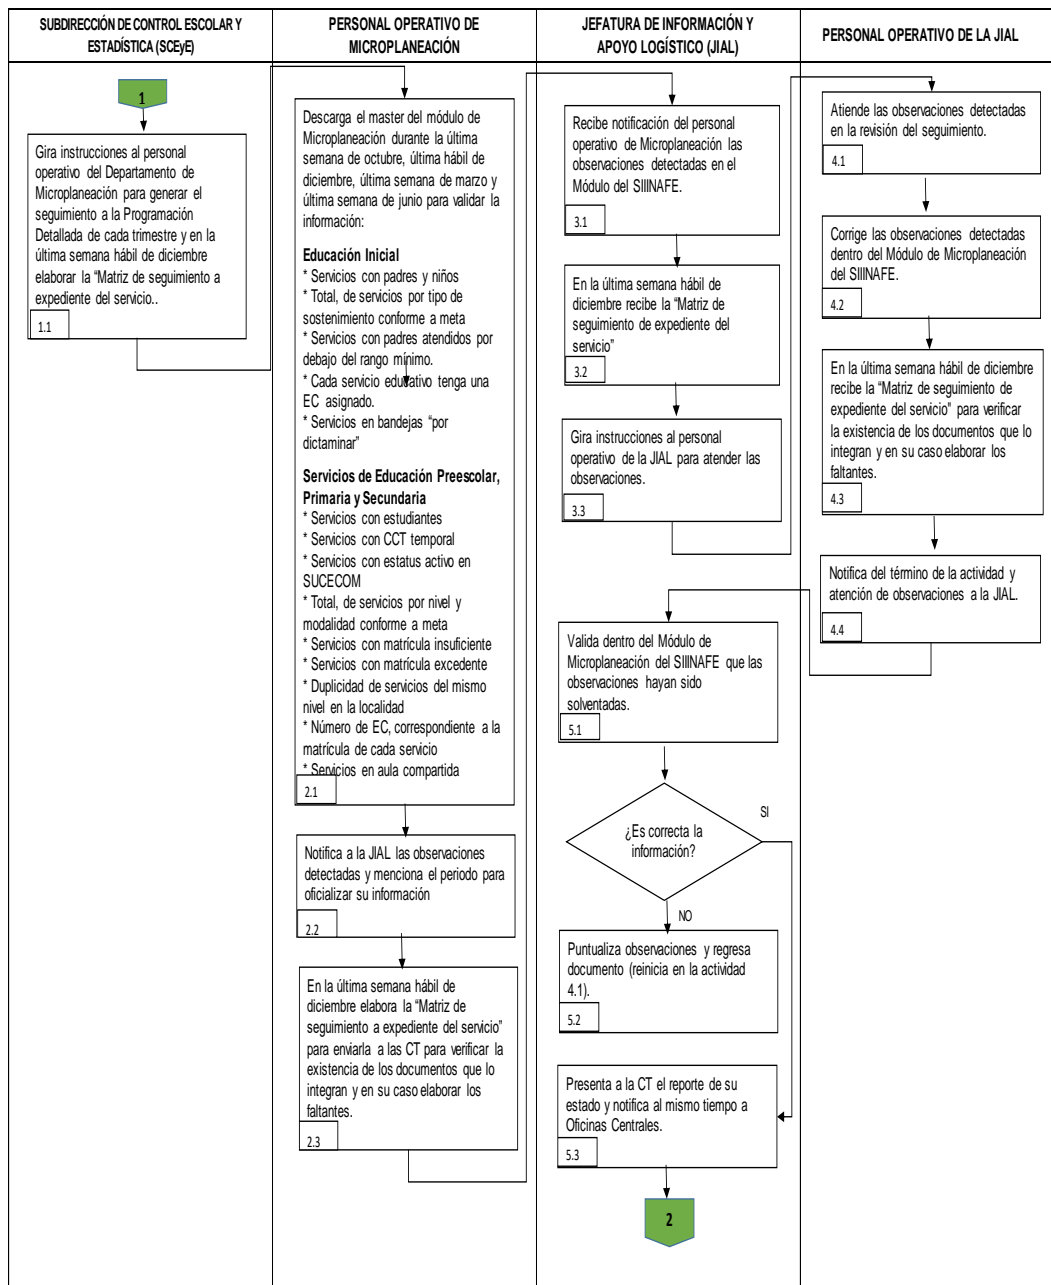 SUBDIRECCIÓN DE CONTROL ESCOLAR Y
ESTADÍSTICA (SCEyE)
PERSONAL OPERATIVO DE
MICROPLANEACIÓN
JEFATURA DE INFORMACIÓN Y
APOYO LOGÍSTICO (JIAL)
PERSONAL OPERATIVO DE LA JIAL
1
Gira instrucciones al personal
operativo del Departamento de
Microplaneación para generar el
seguimiento a la Programación
Detallada de cada trimestre y en la
última semana hábil de diciembre
elaborar la “Matriz de seguimiento a
expediente del servicio..
1.1
Descarga el master del módulo de
Microplaneación durante la última
semana de octubre, última hábil de
diciembre, última semana de marzo y
última semana de junio para validar la
información:
Educación Inicial
* Servicios con padres y niños
* Total, de servicios por tipo de
sostenimiento conforme a meta
* Servicios con padres atendidos por
debajo del rango mínimo.
* Cada servicio educativo tenga una
EC asignado.
* Servicios en bandejas “por
dictaminar”
Servicios de Educación Preescolar,
Primaria y Secundaria
* Servicios con estudiantes
* Servicios con CCT temporal
* Servicios con estatus activo en
SUCECOM
* Total, de servicios por nivel y
modalidad conforme a meta
* Servicios con matrícula insuficiente
* Servicios con matrícula excedente
* Duplicidad de servicios del mismo
nivel en la localidad
* Número de EC, correspondiente a la
matrícula de cada servicio
* Servicios en aula compartida
2.1
Notifica a la JIAL las observaciones
detectadas y menciona el periodo para
oficializar su información
2.2
En la última semana hábil de
diciembre elabora la “Matriz de
seguimiento a expediente del servicio”
para enviarla a las CT para verificar la
existencia de los documentos que lo
integran y en su caso elaborar los
faltantes.
2.3
Recibe notificación del personal
operativo de Microplaneación las
observaciones detectadas en el
Módulo del SIIINAFE.
3.1
En la última semana hábil de
diciembre recibe la “Matriz de
seguimiento de expediente del
servicio”
3.2
Gira instrucciones al personal
operativo de la JIAL para atender las
observaciones.
3.3
Atiende las observaciones detectadas
en la revisión del seguimiento.
4.1
Corrige las observaciones detectadas
dentro del Módulo de Microplaneación
del SIIINAFE.
4.2
En la última semana hábil de diciembre
recibe la “Matriz de seguimiento de
expediente del servicio” para verificar
la existencia de los documentos que lo
integran y en su caso elaborar los
faltantes.
4.3
Notifica del término de la actividad y
atención de observaciones a la JIAL.
4.4
Valida dentro del Módulo de
Microplaneación del SIIINAFE que las
observaciones hayan sido
solventadas.
5.1
¿Es correcta la
información?
SI
NO
Puntualiza observaciones y regresa
documento (reinicia en la actividad
4.1).
5.2
Presenta a la CT el reporte de su
estado y notifica al mismo tiempo a
Oficinas Centrales.
5.3
2